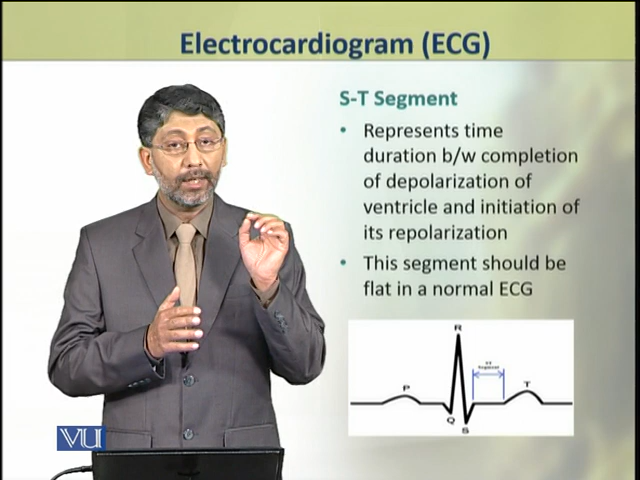 Electrocardiogram (ECG)
S-T Segment
• Represents time
duration b/w completion
of depolarization of
ventricle and initiation of
its repolarization
• This segment should be
flat in a normal ECG
R
P
T
Q
S
VU